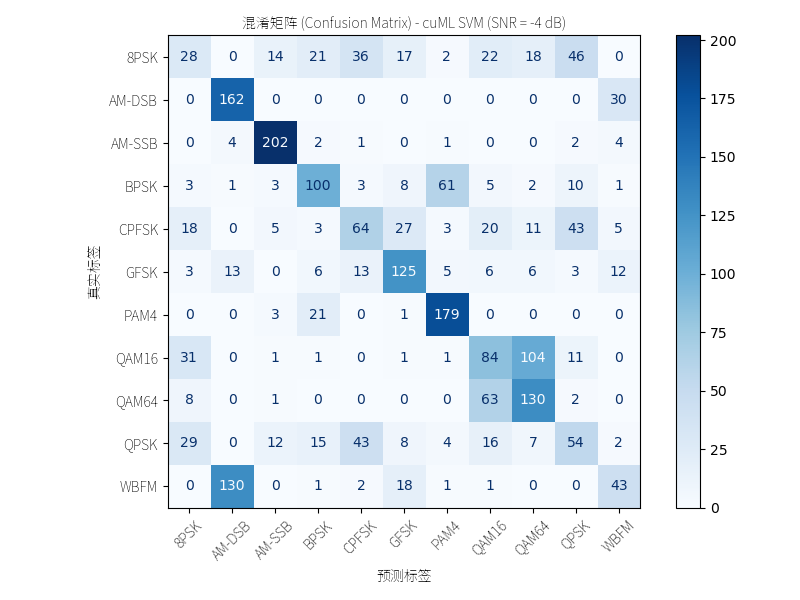 混淆矩阵 (Confusion Matrix) - cuML SVM (SNR = -4 dB)
真实标签
8PSK 28 0 14 21 36 17 2 22 18 46 0
AM-DSB 0 162 0 0 0 0 0 0 0 0 30
AM-SSB 0 4 202 2 1 0 1 0 0 2 4
BPSK 3 1 3 100 3 8 61 5 2 10 1
CPFSK 18 0 5 3 64 27 3 20 11 43 5
GFSK 3 13 0 6 13 125 5 6 6 3 12
PAM4 0 0 3 21 0 1 179 0 0 0 0
QAM16 31 0 1 1 0 1 1 84 104 11 0
QAM64 8 0 1 0 0 0 0 63 130 2 0
QPSK 29 0 12 15 43 8 4 16 7 54 2
WBFM 0 130 0 1 2 18 1 1 0 0 43
8PSK AM-DSB AM-SSB BPSK CPFSK GFSK PAM4 QAM16 QAM64 QPSK WBFM
预测标签
200
175
150
125
100
75
50
25
0